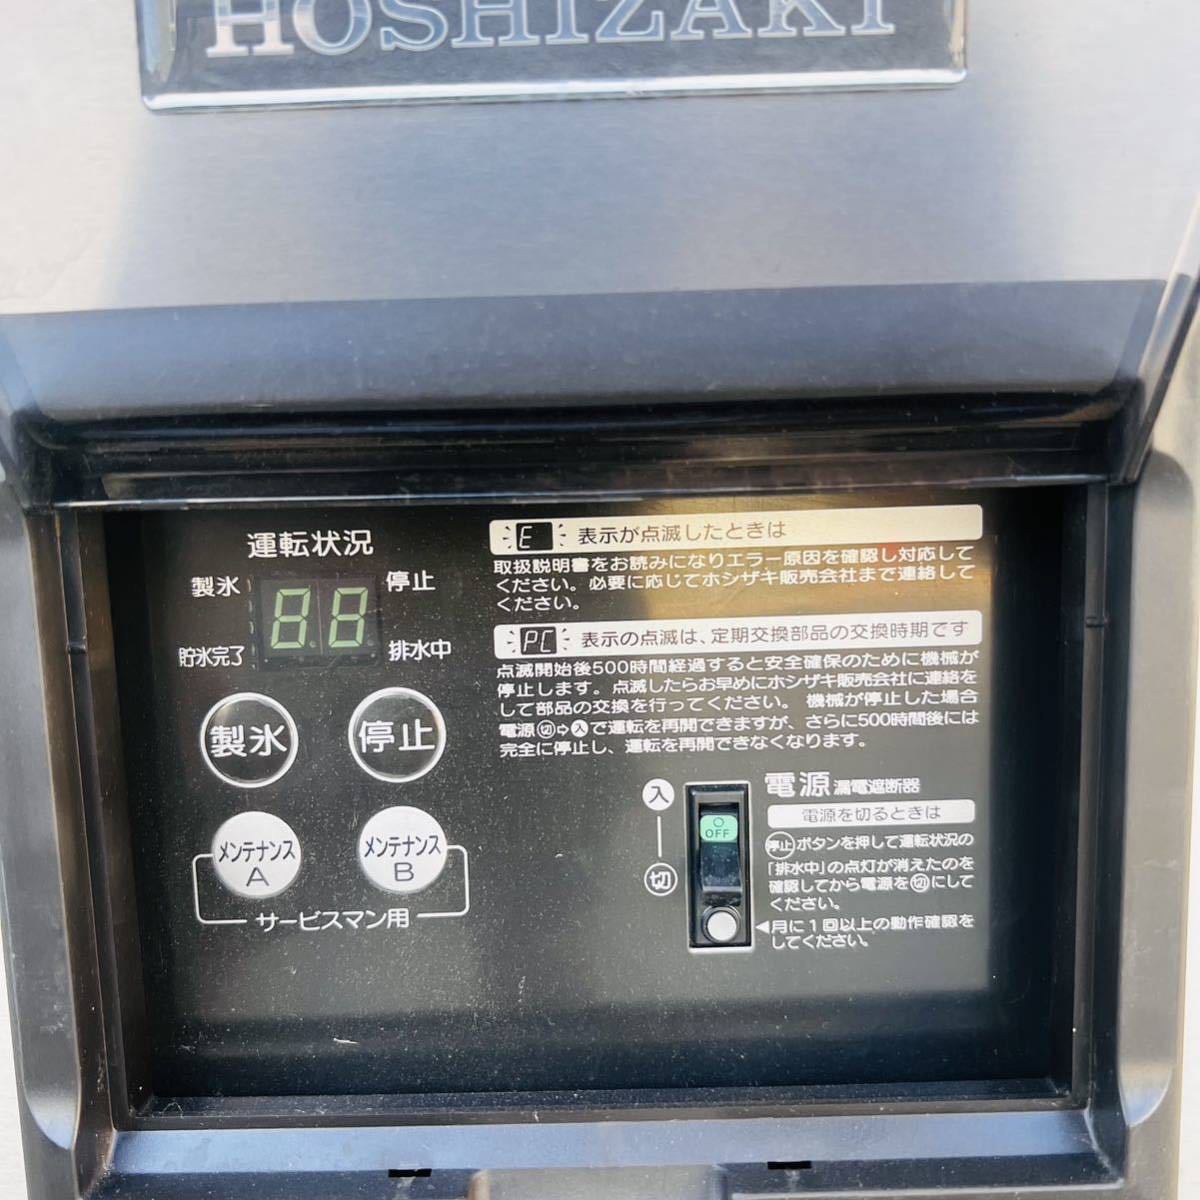 HOSHIZAKI
運転状況
製氷
停止
貯氷完了
排水中
88
製氷
停止
メンテナンス
A
メンテナンス
B
サービスマン用
E 表示が点滅したときは
取扱説明書をお読みになりエラー原因を確認し対応して
ください。必要に応じてホシザキ販売会社まで連絡して
ください。
PC 表示の点滅は、定期交換部品の交換時期です
点滅開始後500時間経過すると安全確保のために機械が
停止します。点滅したらお早めにホシザキ販売会社に連絡を
して部品の交換を行ってください。機械が停止した場合
電源切⇨入で運転を再開できますが、さらに500時間後には
完全に停止し、運転を再開できなくなります。
入
切
OFF
電源 漏電遮断器
電源を切るときは
停止ボタンを押して運転状況の
「排水中」の点灯が消えたのを
確認してから電源を切にして
ください。
◀月に1回以上の動作確認を
してください。